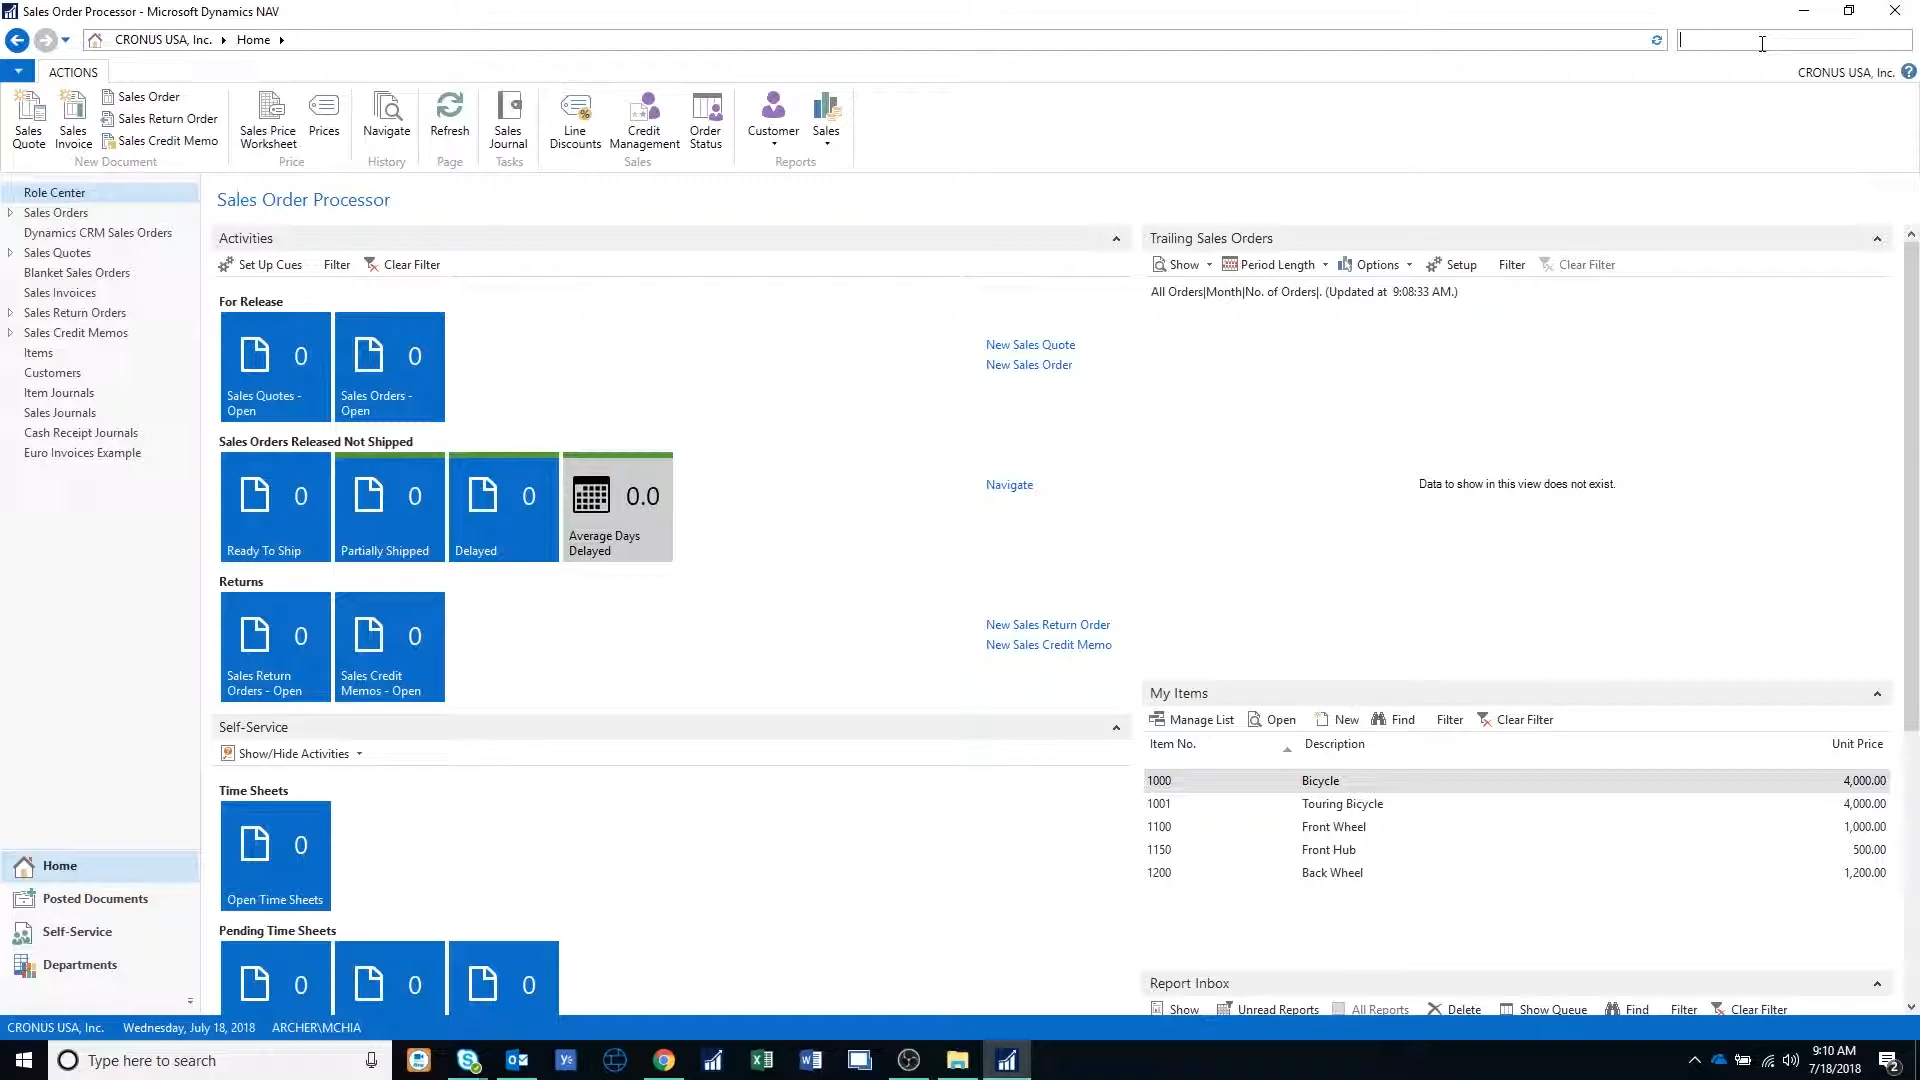 Sales Order Processor - Microsoft Dynamics NAV
CRONUS USA, Inc. Home
ACTIONS
CRONUS USA, Inc.
Sales Quote
Sales Invoice
Sales Order
Sales Return Order
Sales Credit Memo
New Document
Sales Price Worksheet
Prices
Price
Navigate
History
Refresh
Page
Sales Journal
Tasks
Line Discounts
Credit Management
Order Status
Sales
Customer
Sales
Reports
Role Center
Sales Orders
Dynamics CRM Sales Orders
Sales Quotes
Blanket Sales Orders
Sales Invoices
Sales Return Orders
Sales Credit Memos
Items
Customers
Item Journals
Sales Journals
Cash Receipt Journals
Euro Invoices Example
Home
Posted Documents
Self-Service
Departments
Sales Order Processor
Activities
Set Up Cues Filter Clear Filter
For Release
0
Sales Quotes - Open
0
Sales Orders - Open
New Sales Quote
New Sales Order
Sales Orders Released Not Shipped
0
Ready To Ship
0
Partially Shipped
0
Delayed
0.0
Average Days Delayed
Navigate
Returns
0
Sales Return Orders - Open
0
Sales Credit Memos - Open
New Sales Return Order
New Sales Credit Memo
Self-Service
Show/Hide Activities
Time Sheets
0
Open Time Sheets
Pending Time Sheets
0 0 0
Trailing Sales Orders
Show Period Length Options Setup Filter Clear Filter
All Orders|Month|No. of Orders|. (Updated at 9:08:33 AM.)
Data to show in this view does not exist.
My Items
Manage List Open New Find Filter Clear Filter
Item No. Description Unit Price
1000 Bicycle 4,000.00
1001 Touring Bicycle 4,000.00
1100 Front Wheel 1,000.00
1150 Front Hub 500.00
1200 Back Wheel 1,200.00
Report Inbox
Show Unread Reports All Reports Delete Show Queue Find Filter Clear Filter
CRONUS USA, Inc. Wednesday, July 18, 2018 ARCHER\MCHIA
Type here to search
9:10 AM
7/18/2018
2